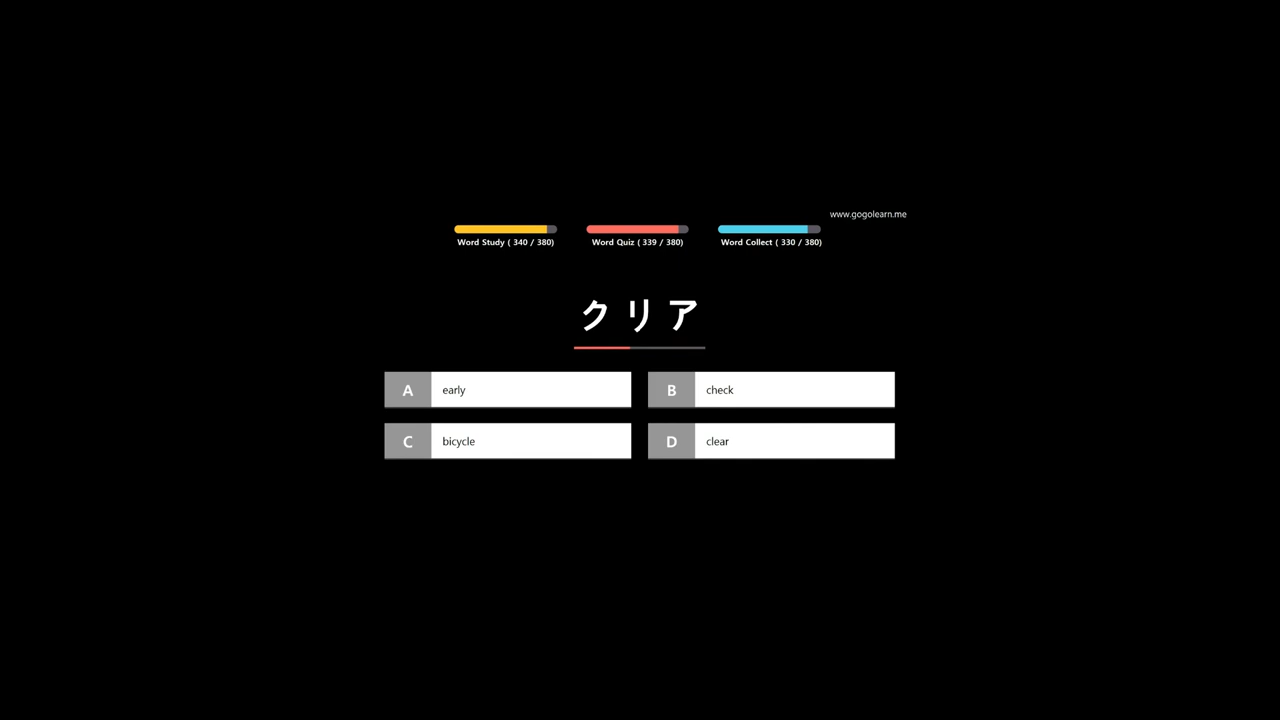 www.gogolearn.me
Word Study ( 340 / 380)
Word Quiz ( 339 / 380)
Word Collect ( 330 / 380)
クリア
A early
B check
C bicycle
D clear